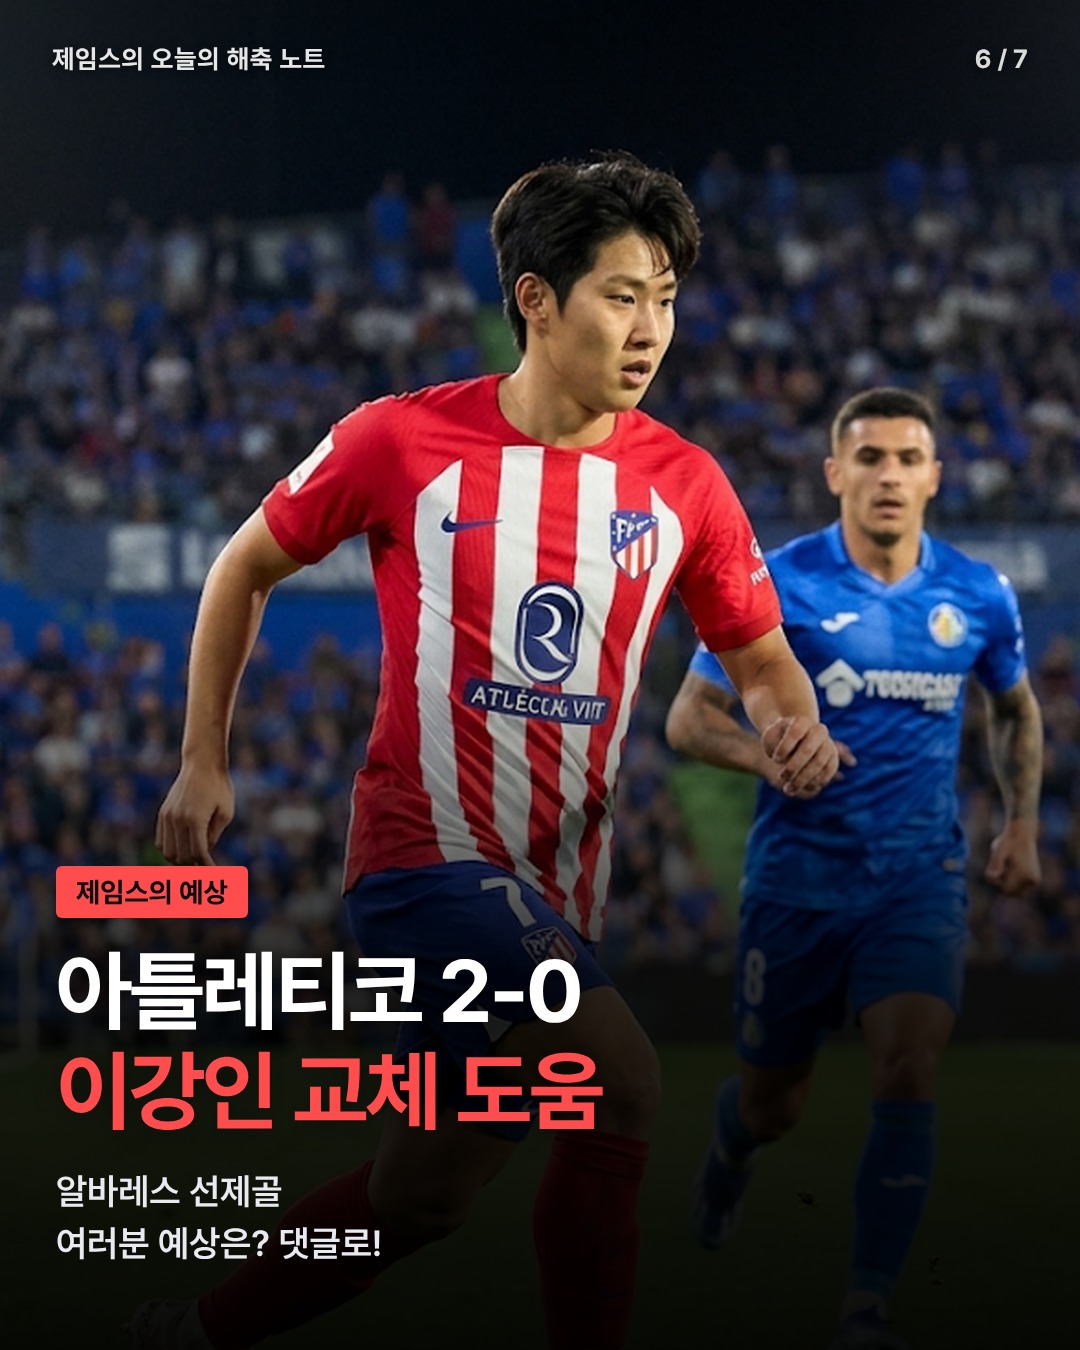 제임스의 오늘의 해축 노트
6 / 7
R
7
8
제임스의 예상
아틀레티코 2-0
이강인 교체 도움
알바레스 선제골
여러분 예상은? 댓글로!